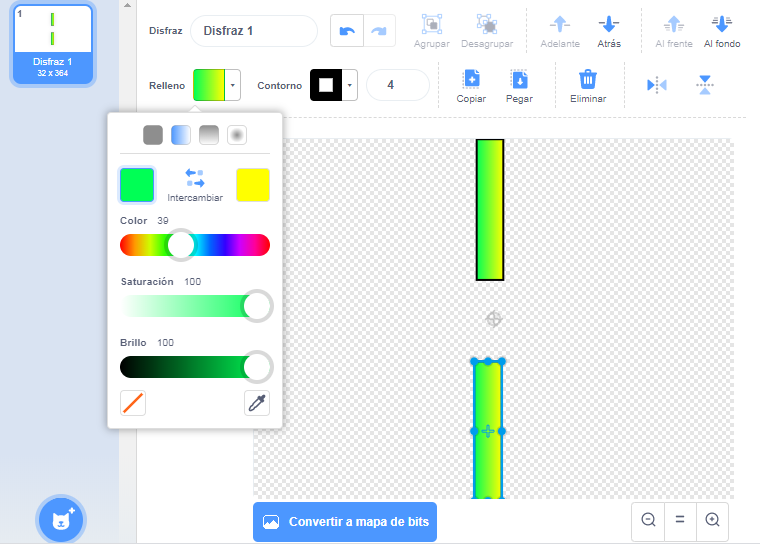 1
Disfraz 1
32 x 364
Disfraz
Disfraz 1
Agrupar
Desagrupar
Adelante
Atrás
Al frente
Al fondo
Relleno
Contorno
4
Copiar
Pegar
Eliminar
Intercambiar
Color 39
Saturación 100
Brillo 100
Convertir a mapa de bits